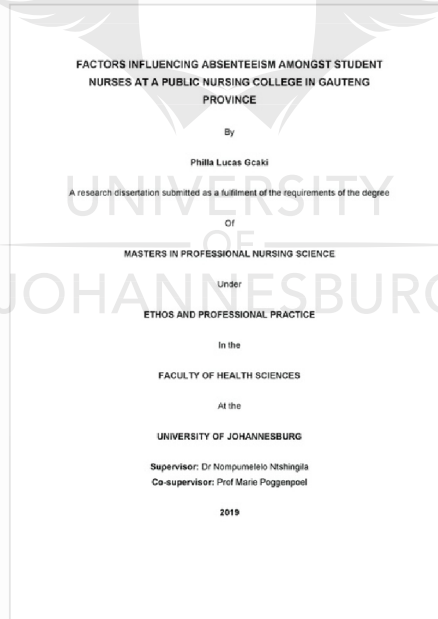 FACTORS INFLUENCING ABSENTEEISM AMONGST STUDENT
NURSES AT A PUBLIC NURSING COLLEGE IN GAUTENG
PROVINCE
By
Philla Lucas Gcaki
A research dissertation submitted as a fulfilment of the requirements of the degree
Of
MASTERS IN PROFESSIONAL NURSING SCIENCE
Under
ETHOS AND PROFESSIONAL PRACTICE
In the
FACULTY OF HEALTH SCIENCES
At the
UNIVERSITY OF JOHANNESBURG
Supervisor: Dr Nompumelelo Ntshingila
Co-supervisor: Prof Marie Poggenpoel
2019
UNIVERSITY
OF
JOHANNESBURG